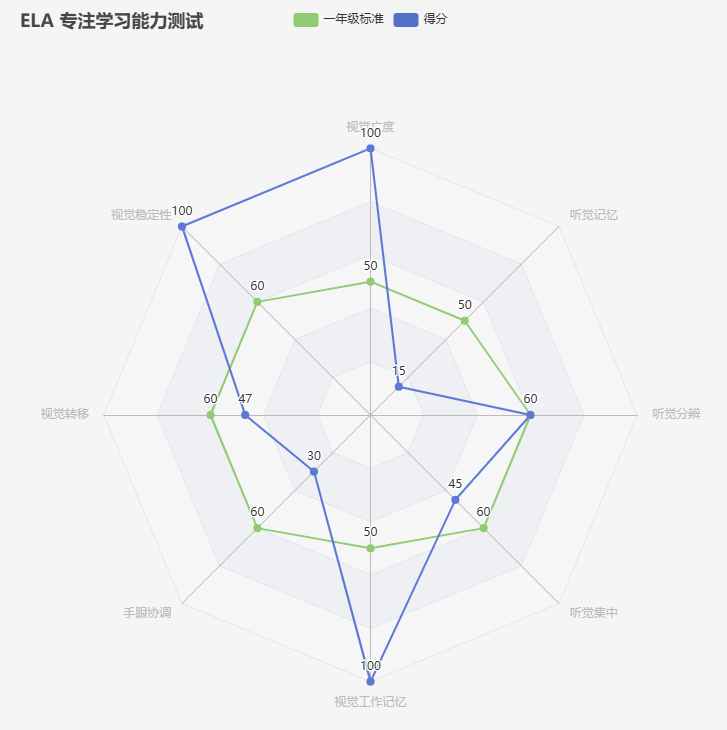 ELA 专注学习能力测试
一年级标准
得分
视觉广度
100
视觉稳定性
100
听觉记忆
50
60
50
15
视觉转移
60
47
60
听觉分辨
30
45
60
50
60
手眼协调
听觉集中
100
视觉工作记忆